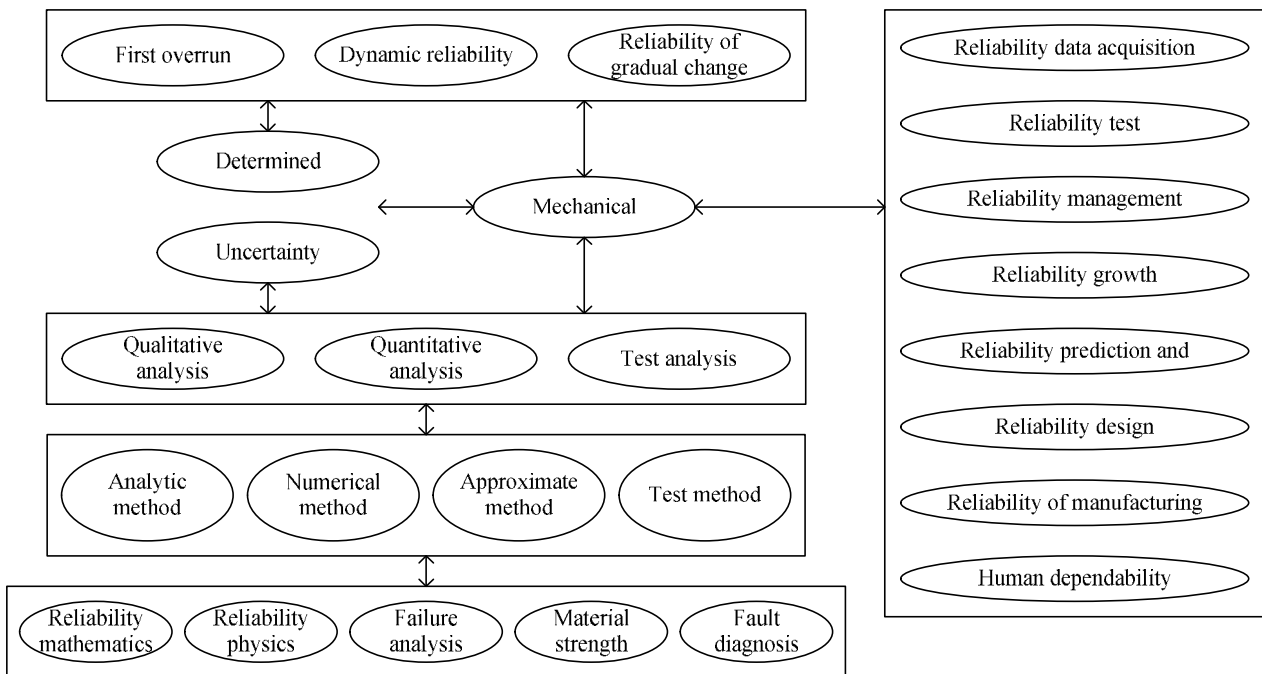 First overrun
Dynamic reliability
Reliability of
gradual change
Determined
Mechanical
Uncertainty
Qualitative
analysis
Quantitative
analysis
Test analysis
Analytic
method
Numerical
method
Approximate
method
Test method
Reliability
mathematics
Reliability
physics
Failure
analysis
Material
strength
Fault
diagnosis
Reliability data acquisition
Reliability test
Reliability management
Reliability growth
Reliability prediction and
Reliability design
Reliability of manufacturing
Human dependability